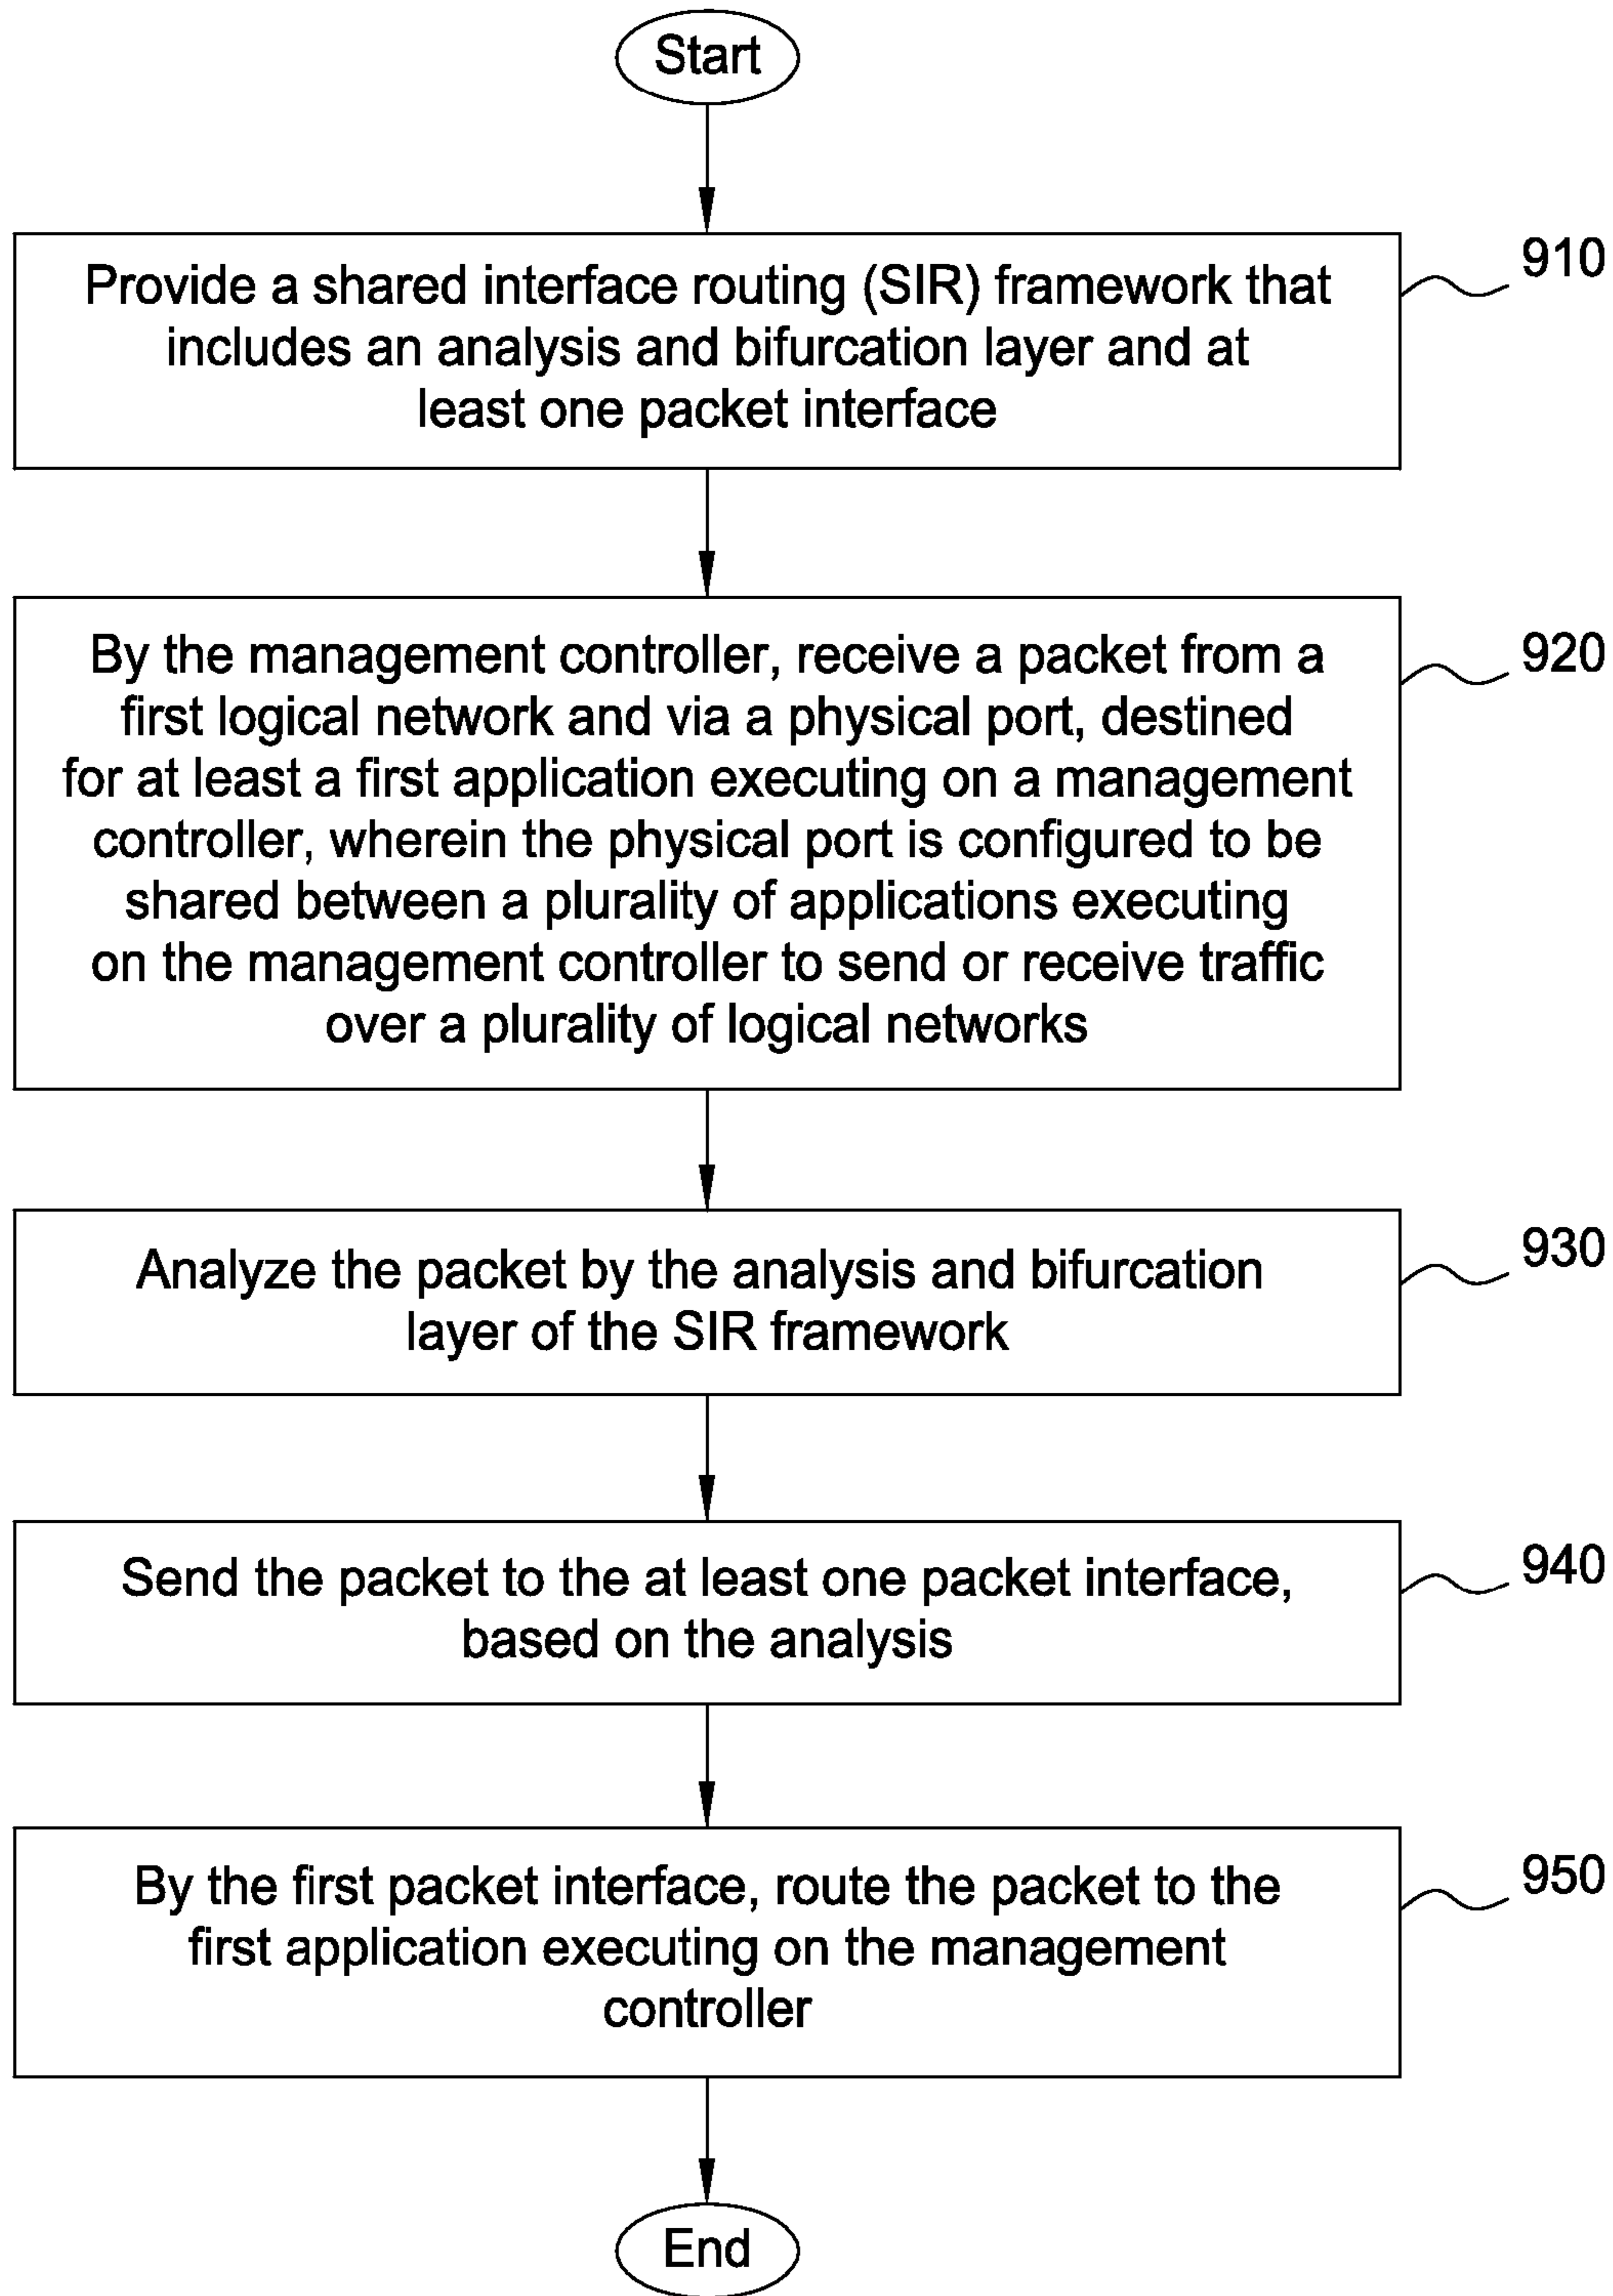 Start
Provide a shared interface routing (SIR) framework that
includes an analysis and bifurcation layer and at
least one packet interface
910
By the management controller, receive a packet from a
first logical network and via a physical port, destined
for at least a first application executing on a management
controller, wherein the physical port is configured to be
shared between a plurality of applications executing
on the management controller to send or receive traffic
over a plurality of logical networks
920
Analyze the packet by the analysis and bifurcation
layer of the SIR framework
930
Send the packet to the at least one packet interface,
based on the analysis
940
By the first packet interface, route the packet to the
first application executing on the management
controller
950
End